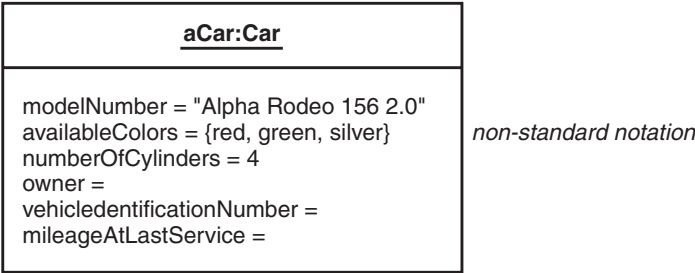 aCar:Car
modelNumber = "Alpha Rodeo 156 2.0"
availableColors = {red, green, silver}
non-standard notation
numberOfCylinders = 4
owner =
vehicledentificationNumber =
mileageAtLastService =